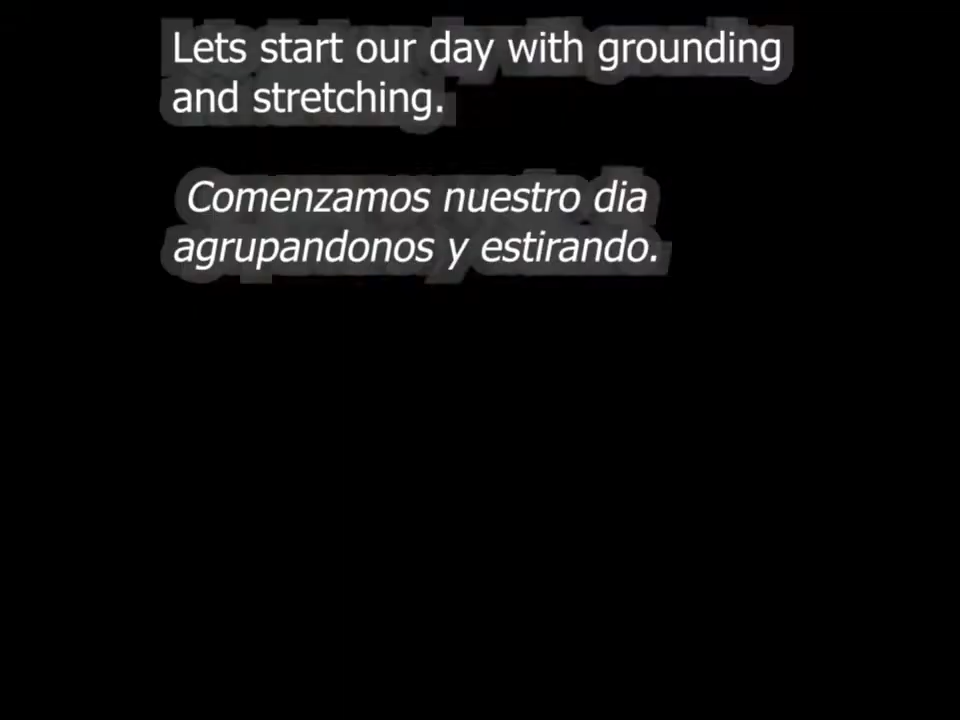 Lets start our day with grounding
and stretching.
Comenzamos nuestro dia
agrupandonos y estirando.